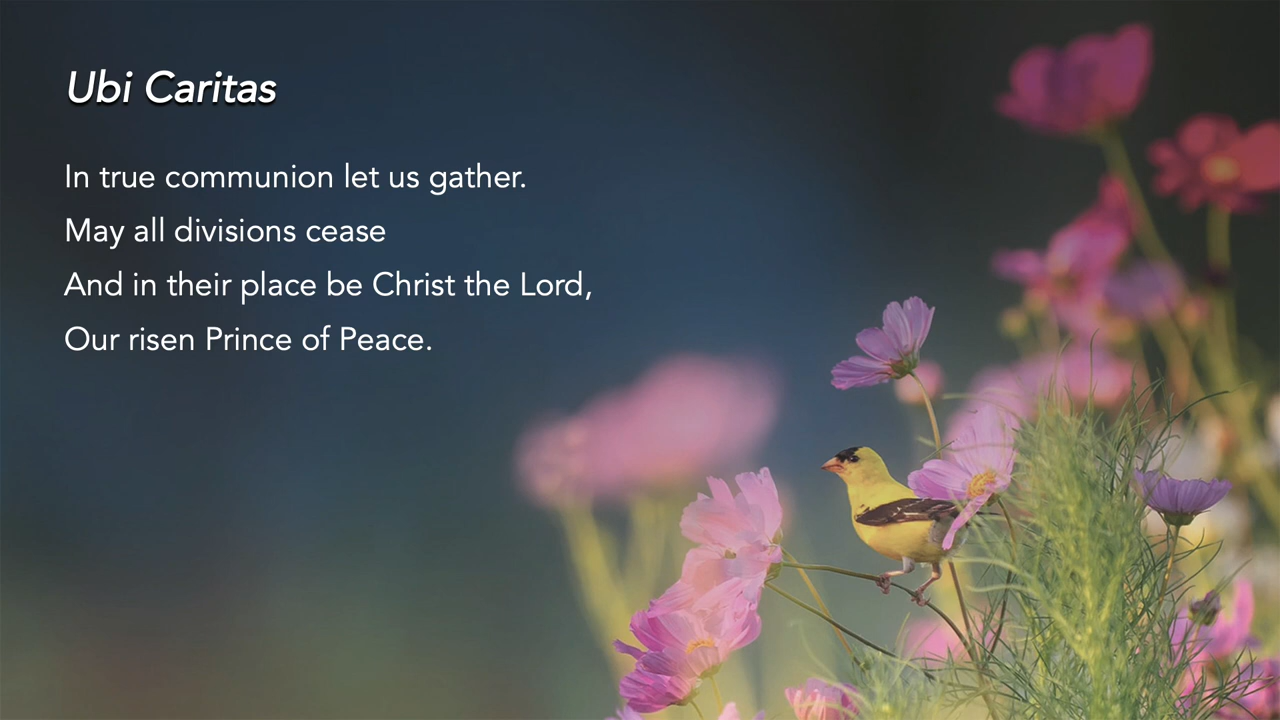 Ubi Caritas
In true communion let us gather.
May all divisions cease
And in their place be Christ the Lord,
Our risen Prince of Peace.